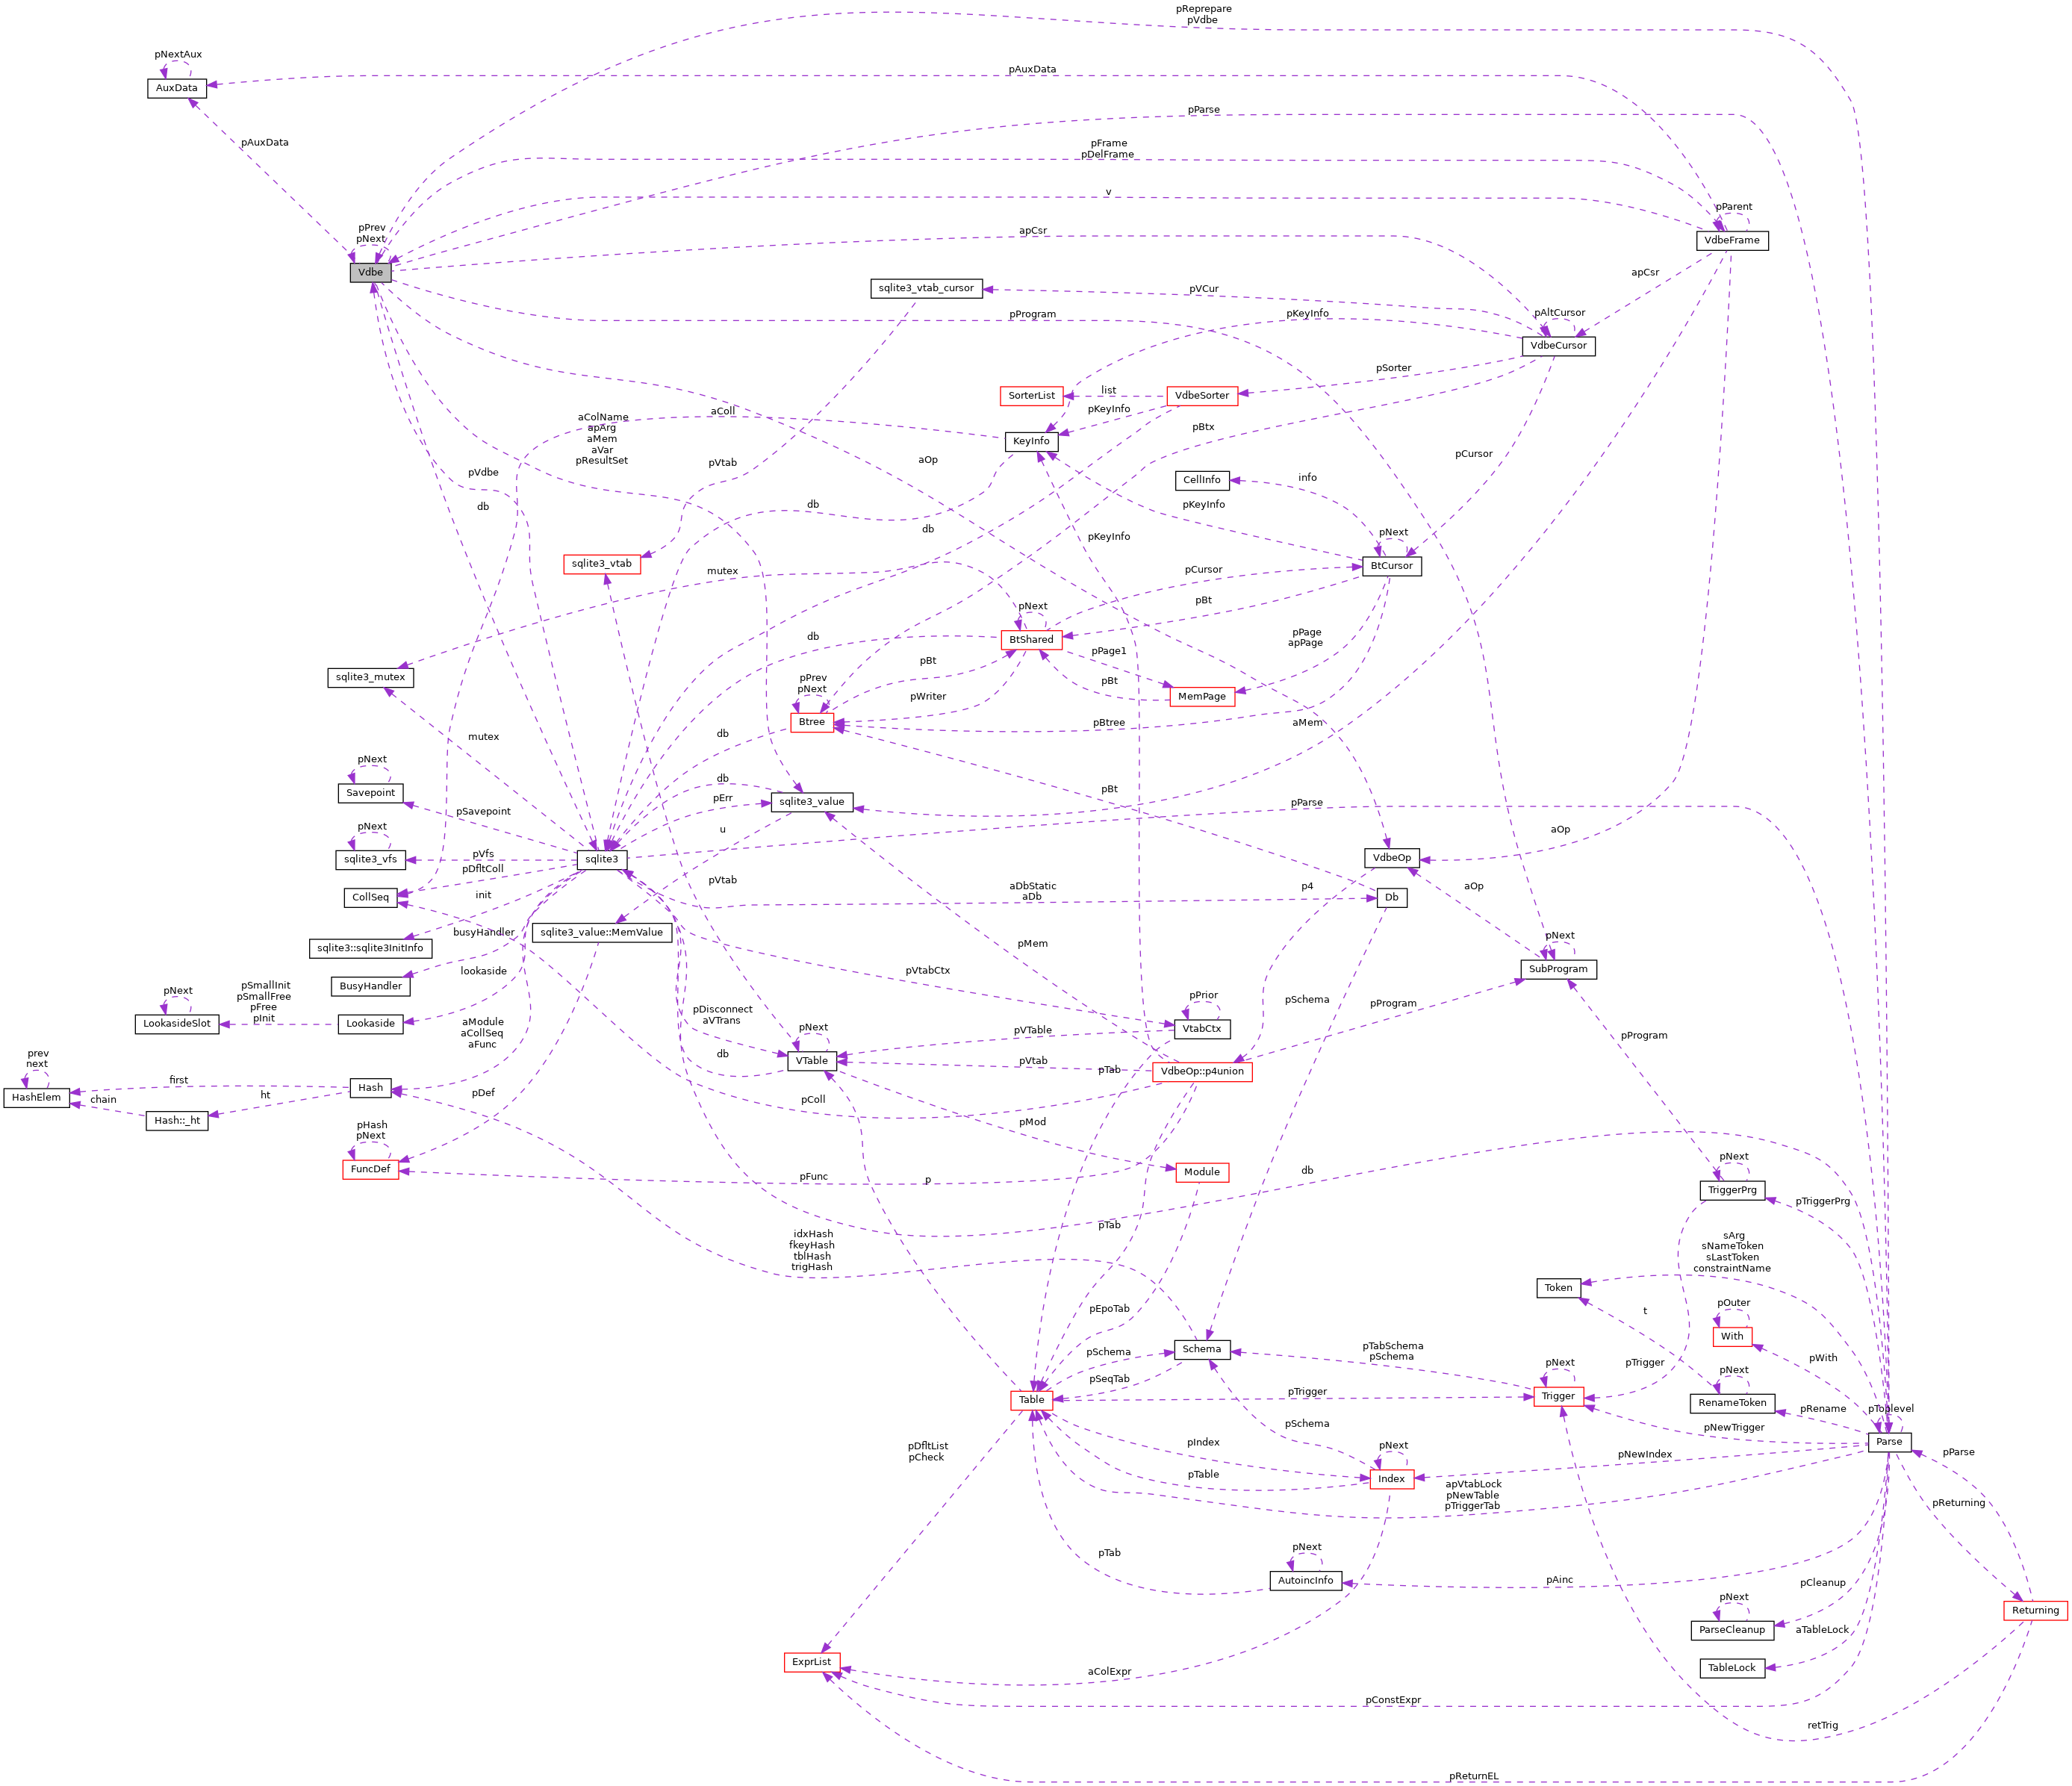 pReprepare
pVdbe
pNextAux
pAuxData
AuxData
pParse
pAuxData
pFrame
pDelFrame
v
pParent
pPrev
pNext
apCsr
VdbeFrame
Vdbe
apCsr
sqlite3_vtab_cursor
pVCur
pProgram
pKeyInfo
pAltCursor
VdbeCursor
pSorter
SorterList
list
VdbeSorter
aColName
apArg
aMem
aVar
pResultSet
aColl
pKeyInfo
KeyInfo
pBtx
pVdbe
pVtab
aOp
pCursor
CellInfo
info
db
db
pKeyInfo
db
pKeyInfo
pNext
sqlite3_vtab
mutex
pCursor
BtCursor
pNext
pBt
db
BtShared
pPage
apPage
pPage1
sqlite3_mutex
pBt
pPrev
pNext
pBt
pWriter
MemPage
Btree
pBtree
aMem
mutex
db
pNext
Savepoint
db
pErr
sqlite3_value
pBt
pParse
pSavepoint
pNext
u
aOp
sqlite3_vfs
pVfs
sqlite3
VdbeOp
pDfltColl
pVtab
aDbStatic
aDb
p4
aOp
CollSeq
init
Db
busyHandler
sqlite3_value::MemValue
pMem
pNext
sqlite3::sqlite3InitInfo
lookaside
pVtabCtx
SubProgram
BusyHandler
pSmallInit
pSmallFree
pFree
pInit
pNext
pPrior
pSchema
pProgram
LookasideSlot
Lookaside
aModule
aCollSeq
aFunc
pDisconnect
aVTrans
pNext
pVTable
VtabCtx
pProgram
prev
next
db
VTable
pVtab
pTab
VdbeOp::p4union
first
Hash
HashElem
chain
ht
pDef
pColl
Hash::_ht
pMod
pHash
pNext
FuncDef
pFunc
p
Module
db
pNext
TriggerPrg
pTriggerPrg
pTab
idxHash
fkeyHash
tblHash
trigHash
sArg
sNameToken
sLastToken
constraintName
Token
pEpoTab
t
pOuter
With
Schema
pSchema
pTabSchema
pSchema
pTrigger
pWith
pSeqTab
pNext
pNext
Table
pTrigger
Trigger
RenameToken
pRename
pToplevel
pSchema
pNewTrigger
Parse
pDfltList
pCheck
pIndex
pNext
pNewIndex
pParse
pTable
Index
apVtabLock
pNewTable
pTriggerTab
pReturning
pTab
pNext
AutoincInfo
pAinc
pCleanup
pNext
Returning
ParseCleanup
aTableLock
ExprList
aColExpr
TableLock
pConstExpr
retTrig
pReturnEL